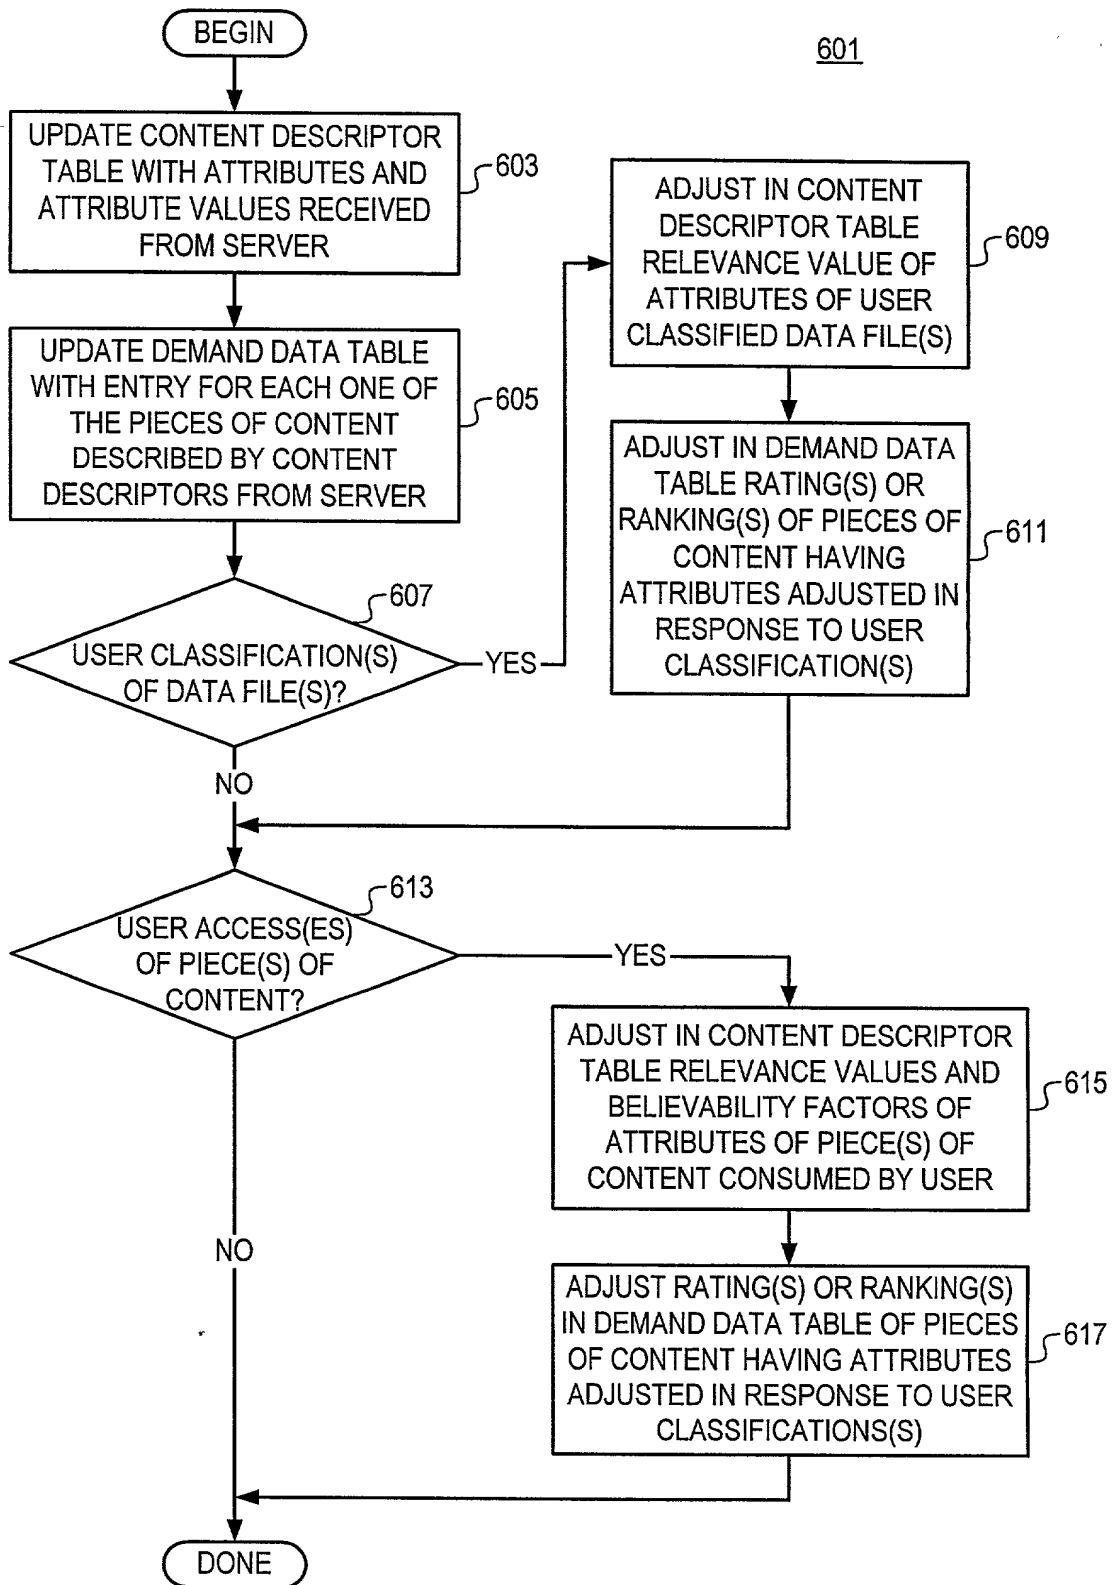 BEGIN
601
UPDATE CONTENT DESCRIPTOR
TABLE WITH ATTRIBUTES AND
ATTRIBUTE VALUES RECEIVED
FROM SERVER
603
UPDATE DEMAND DATA TABLE
WITH ENTRY FOR EACH ONE OF
THE PIECES OF CONTENT
DESCRIBED BY CONTENT
DESCRIPTORS FROM SERVER
605
607
USER CLASSIFICATION(S)
OF DATA FILE(S)?
YES
NO
ADJUST IN CONTENT
DESCRIPTOR TABLE
RELEVANCE VALUE OF
ATTRIBUTES OF USER
CLASSIFIED DATA FILE(S)
609
ADJUST IN DEMAND DATA
TABLE RATING(S) OR
RANKING(S) OF PIECES OF
CONTENT HAVING
ATTRIBUTES ADJUSTED IN
RESPONSE TO USER
CLASSIFICATION(S)
611
613
USER ACCESS(ES)
OF PIECE(S) OF
CONTENT?
YES
NO
ADJUST IN CONTENT DESCRIPTOR
TABLE RELEVANCE VALUES AND
BELIEVABILITY FACTORS OF
ATTRIBUTES OF PIECE(S) OF
CONTENT CONSUMED BY USER
615
ADJUST RATING(S) OR RANKING(S)
IN DEMAND DATA TABLE OF PIECES
OF CONTENT HAVING ATTRIBUTES
ADJUSTED IN RESPONSE TO USER
CLASSIFICATIONS(S)
617
DONE